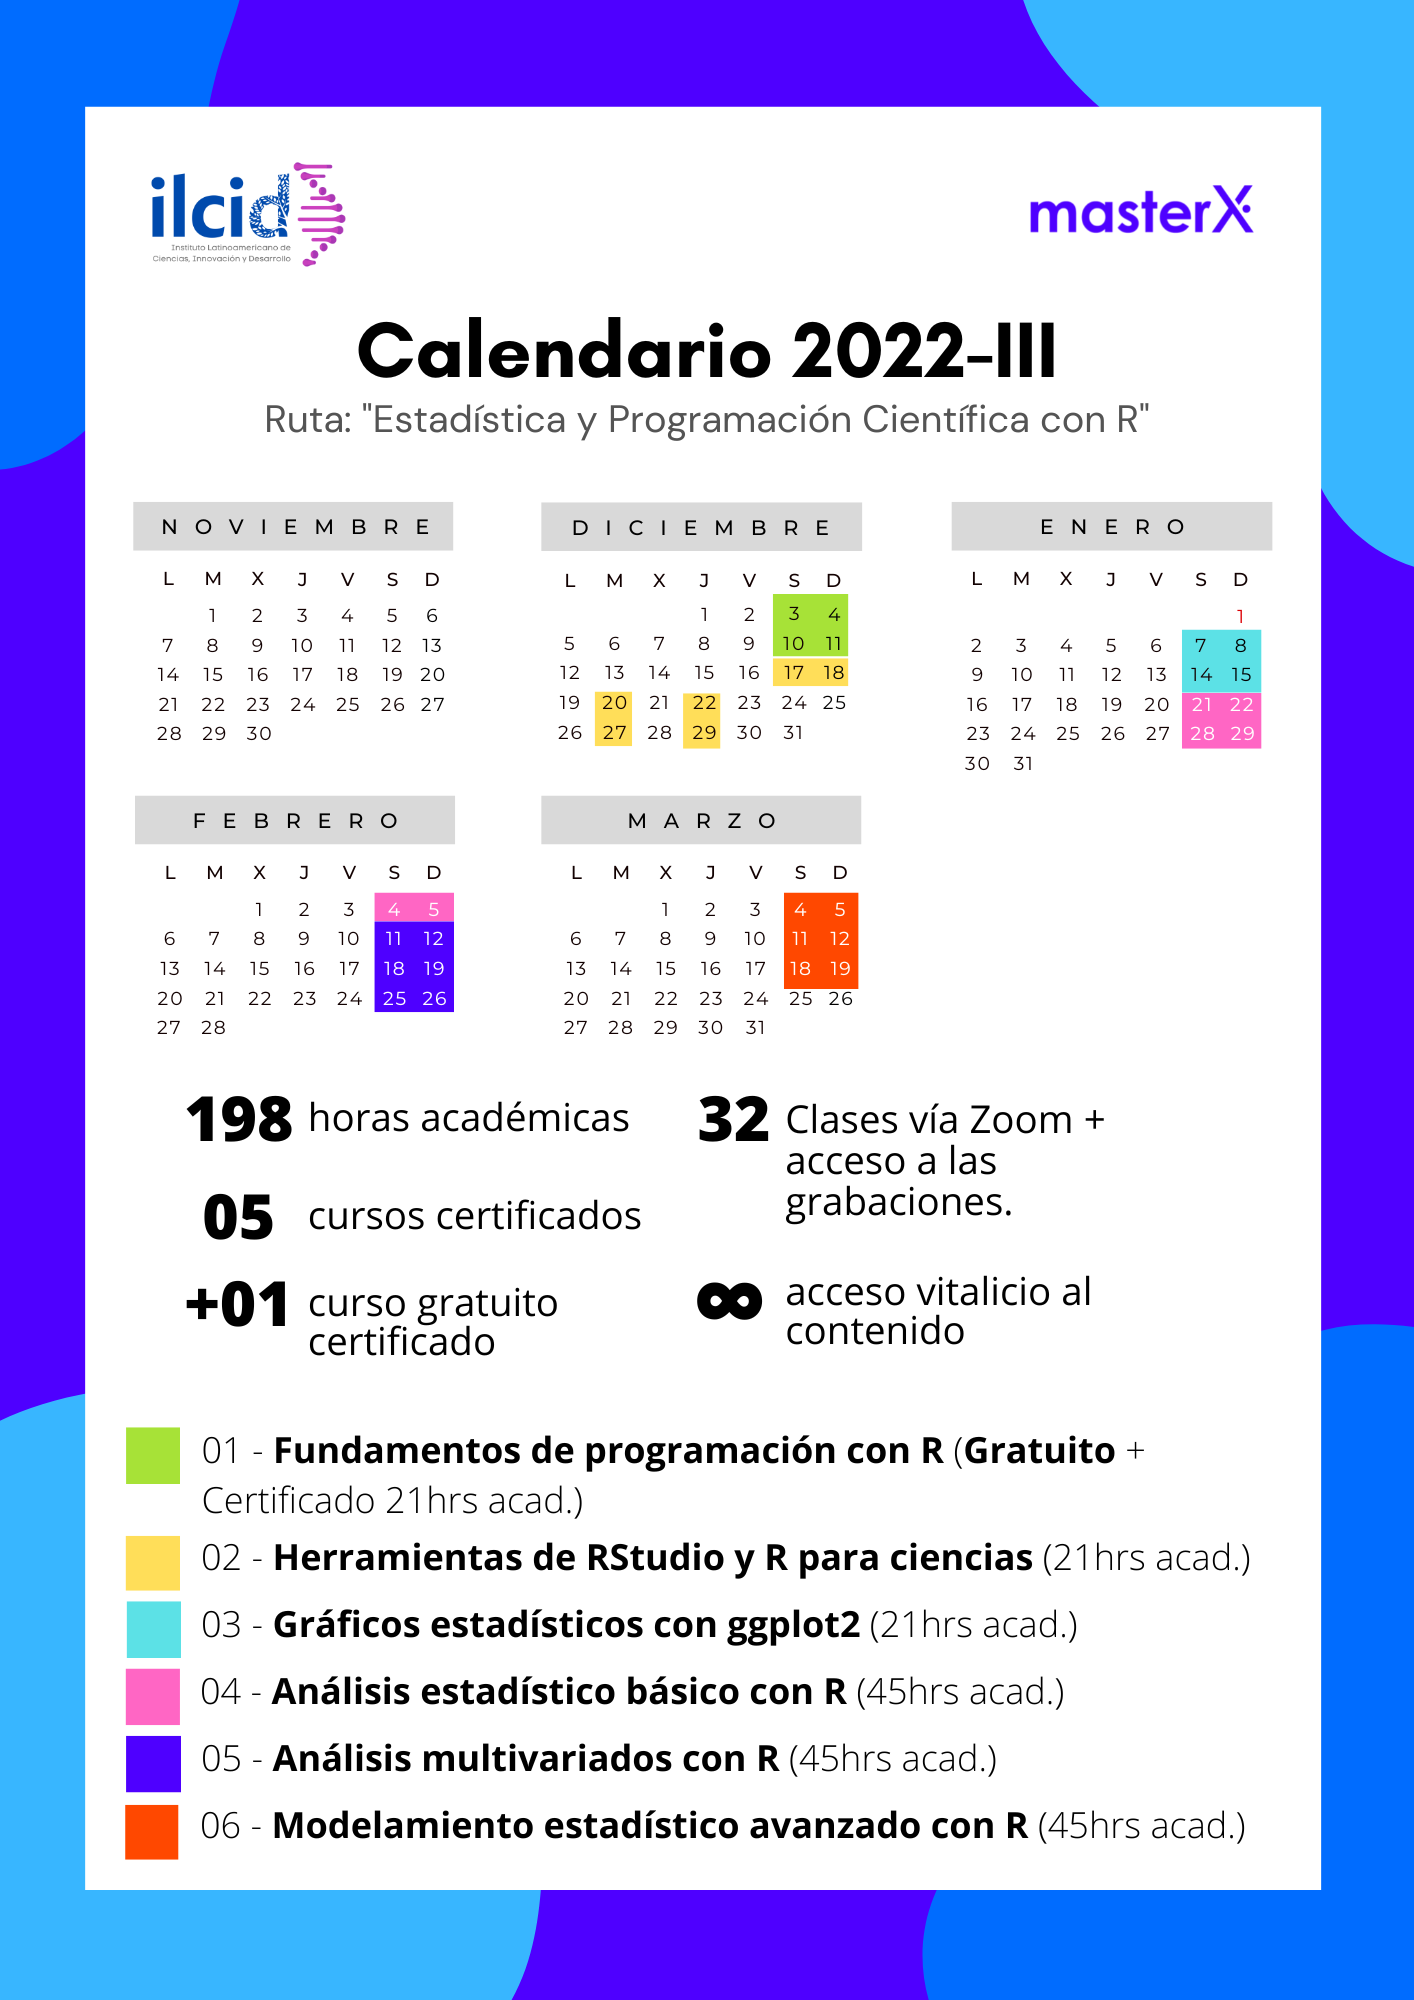 ilcid
Instituto Latinoamericano de
Ciencias, Innovación y Desarrollo
masterX
Calendario 2022-III
Ruta: "Estadística y Programación Científica con R"
NOVIEMBRE
L M X J V S D
1 2 3 4 5 6
7 8 9 10 11 12 13
14 15 16 17 18 19 20
21 22 23 24 25 26 27
28 29 30
DICIEMBRE
L M X J V S D
1 2 3 4
5 6 7 8 9 10 11
12 13 14 15 16 17 18
19 20 21 22 23 24 25
26 27 28 29 30 31
ENERO
L M X J V S D
1
2 3 4 5 6 7 8
9 10 11 12 13 14 15
16 17 18 19 20 21 22
23 24 25 26 27 28 29
30 31
FEBRERO
L M X J V S D
1 2 3 4 5
6 7 8 9 10 11 12
13 14 15 16 17 18 19
20 21 22 23 24 25 26
27 28
MARZO
L M X J V S D
1 2 3 4 5
6 7 8 9 10 11 12
13 14 15 16 17 18 19
20 21 22 23 24 25 26
27 28 29 30 31
198 horas académicas
05 cursos certificados
+01 curso gratuito
certificado
32 Clases vía Zoom +
acceso a las
grabaciones.
∞ acceso vitalicio al
contenido
01 - Fundamentos de programación con R (Gratuito +
Certificado 21hrs acad.)
02 - Herramientas de RStudio y R para ciencias (21hrs acad.)
03 - Gráficos estadísticos con ggplot2 (21hrs acad.)
04 - Análisis estadístico básico con R (45hrs acad.)
05 - Análisis multivariados con R (45hrs acad.)
06 - Modelamiento estadístico avanzado con R (45hrs acad.)